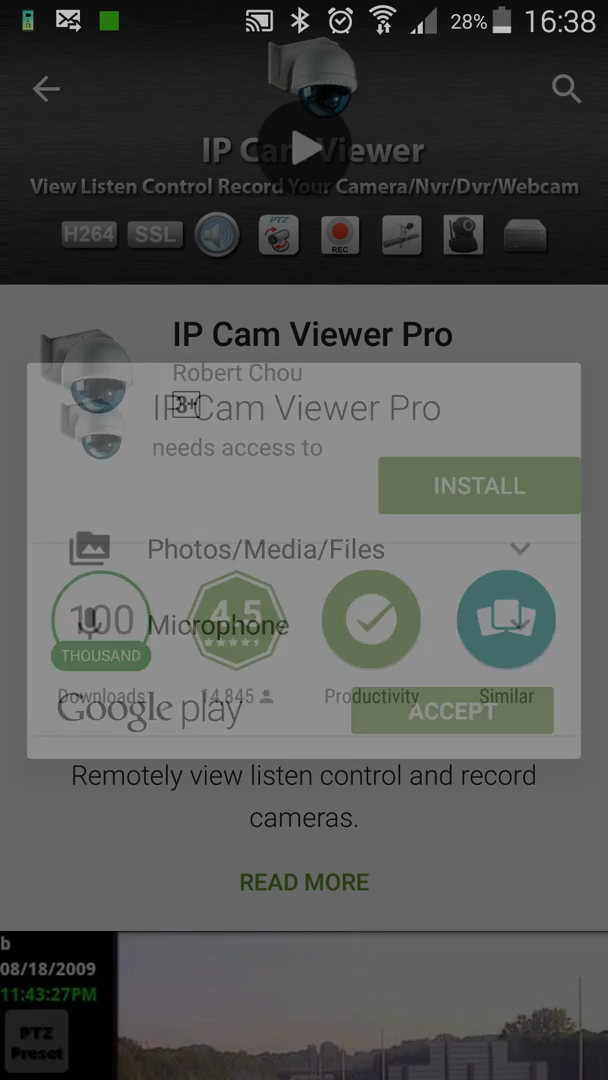 28% 16:38
IP Cam Viewer
View Listen Control Record Your Camera/Nvr/Dvr/Webcam
H264 SSL PTZ REC
IP Cam Viewer Pro
Robert Chou
3+
IP Cam Viewer Pro
needs access to
INSTALL
Photos/Media/Files
100 4.5
Microphone
THOUSAND
Downloads 14,845 Productivity Similar
Google play ACCEPT
Remotely view listen control and record
cameras.
READ MORE
b
08/18/2009
11:43:27PM
PTZ
Preset